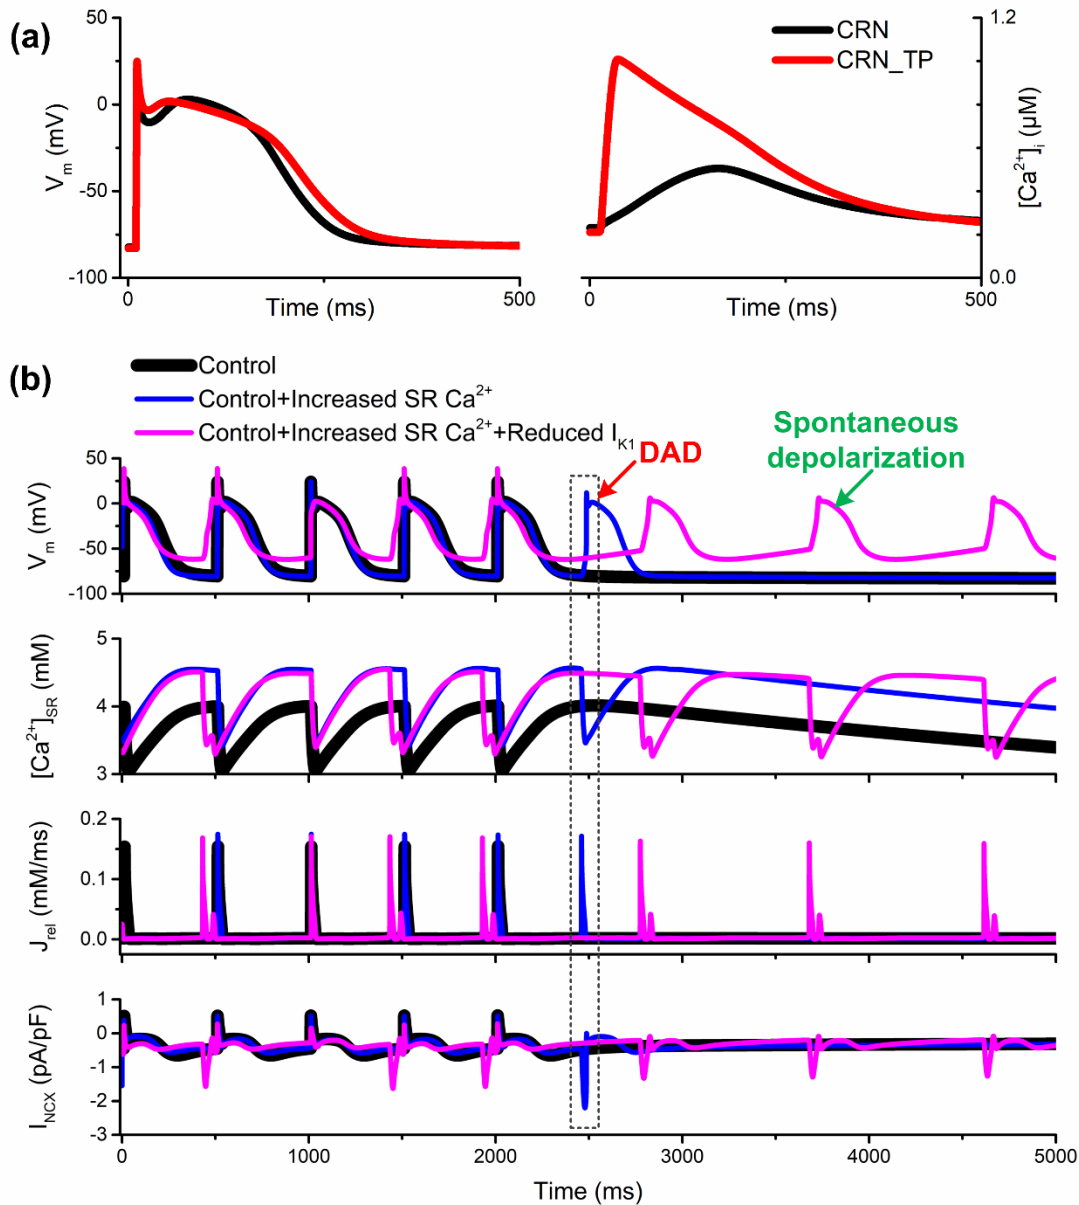 (a)
50
0
-50
-100
V_m (mV)
0
500
Time (ms)
CRN
CRN_TP
1.2
0.0
[Ca²⁺]_i (μM)
0
500
Time (ms)
(b)
Control
Control+Increased SR Ca²⁺
Control+Increased SR Ca²⁺+Reduced I_K1
DAD
Spontaneous
depolarization
50
0
-50
-100
V_m (mV)
5
4
3
[Ca²⁺]_SR (mM)
0.2
0.1
0.0
J_rel (mM/ms)
1
0
-1
-2
-3
I_NCX (pA/pF)
0
1000
2000
3000
4000
5000
Time (ms)